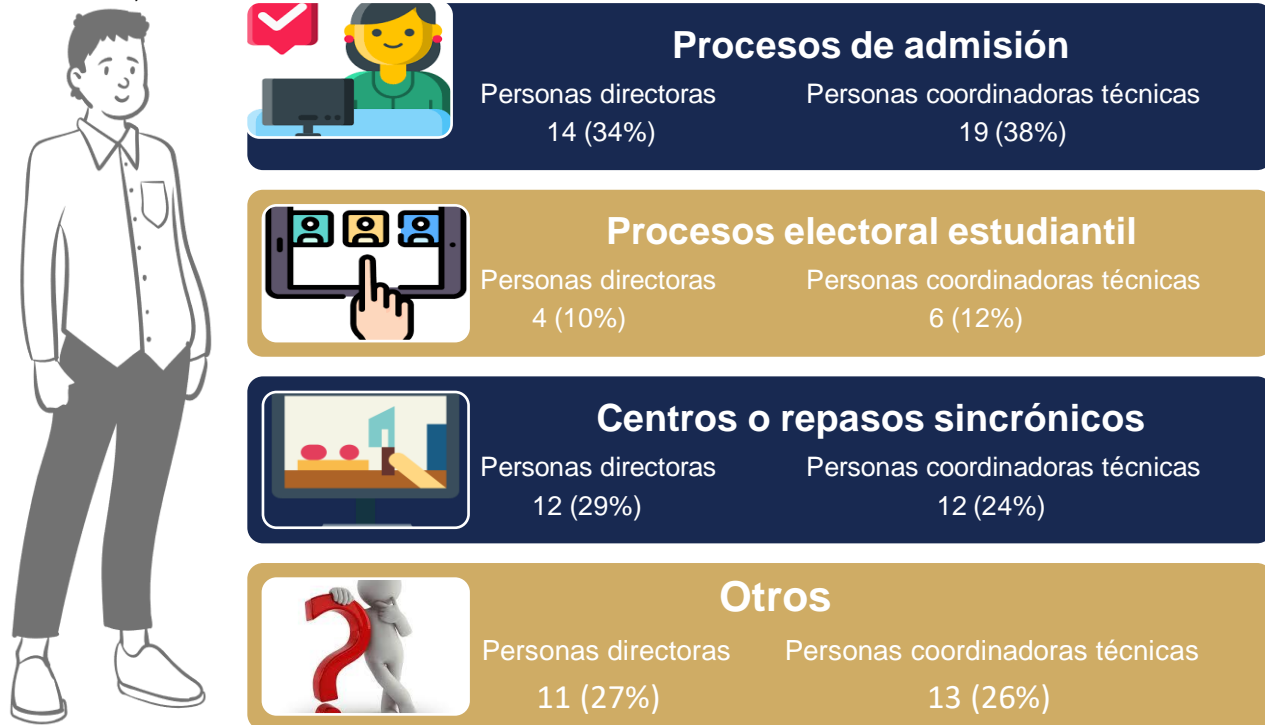 Procesos de admisión
Personas directoras Personas coordinadoras técnicas
14 (34%) 19 (38%)
Procesos electoral estudiantil
Personas directoras Personas coordinadoras técnicas
4 (10%) 6 (12%)
Centros o repasos sincrónicos
Personas directoras Personas coordinadoras técnicas
12 (29%) 12 (24%)
Otros
Personas directoras Personas coordinadoras técnicas
11 (27%) 13 (26%)